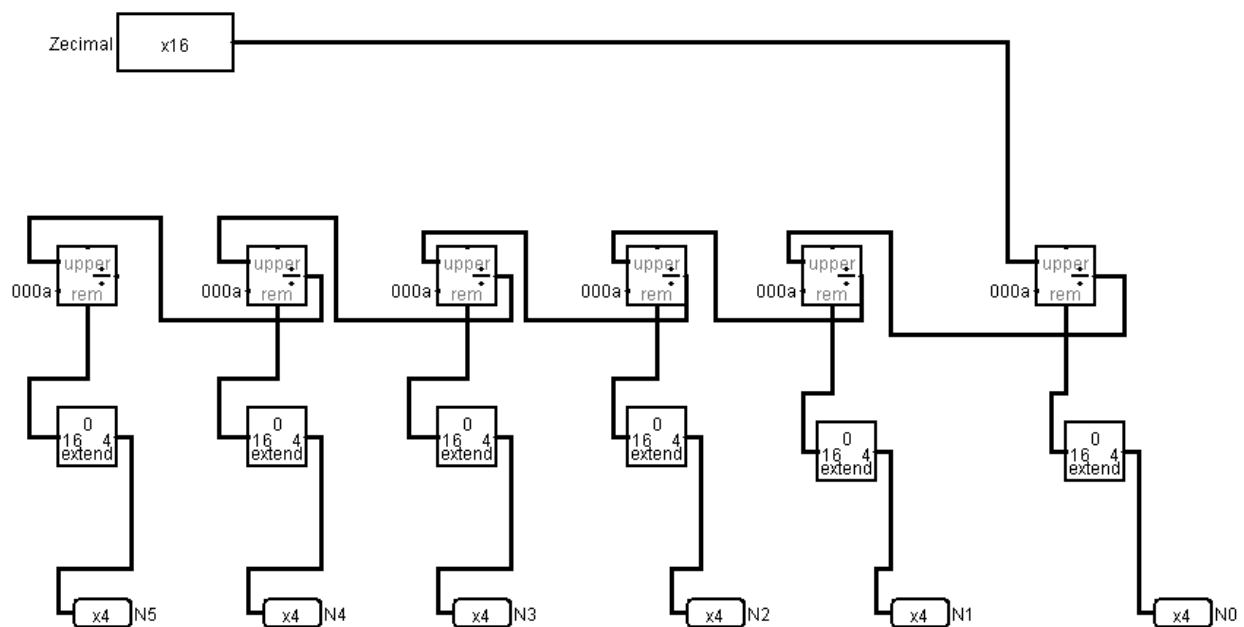 Zecimal x16
upper upper upper upper upper upper
÷ ÷ ÷ ÷ ÷ ÷
000a rem 000a rem 000a rem 000a rem 000a rem 000a rem
0 0 0 0
16 4 16 4 16 4 16 4
extend extend extend extend
0 0
16 4 16 4
extend extend
x4 N5 x4 N4 x4 N3 x4 N2 x4 N1 x4 N0